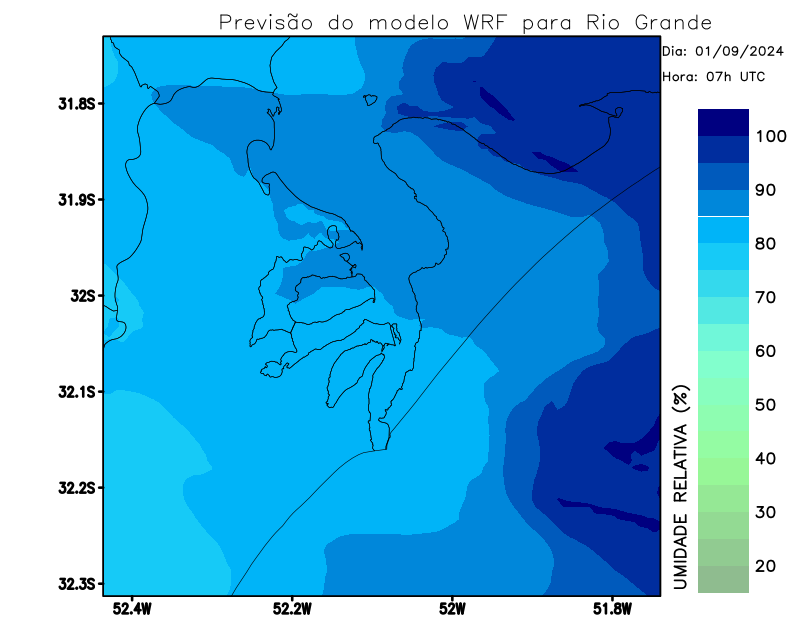 Previsão do modelo WRF para Rio Grande
Dia: 01/09/2024
Hora: 07h UTC
31.8S
31.9S
32S
32.1S
32.2S
32.3S
52.4W
52.2W
52W
51.8W
100
90
80
70
60
50
40
30
20
UMIDADE RELATIVA (%)